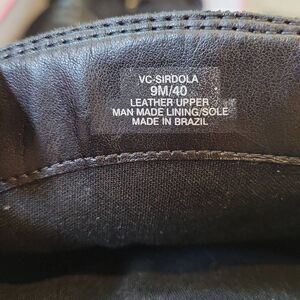 VC-SIRDOLA
9M/40
LEATHER UPPER
MAN MADE LINING/SOLE
MADE IN BRAZIL